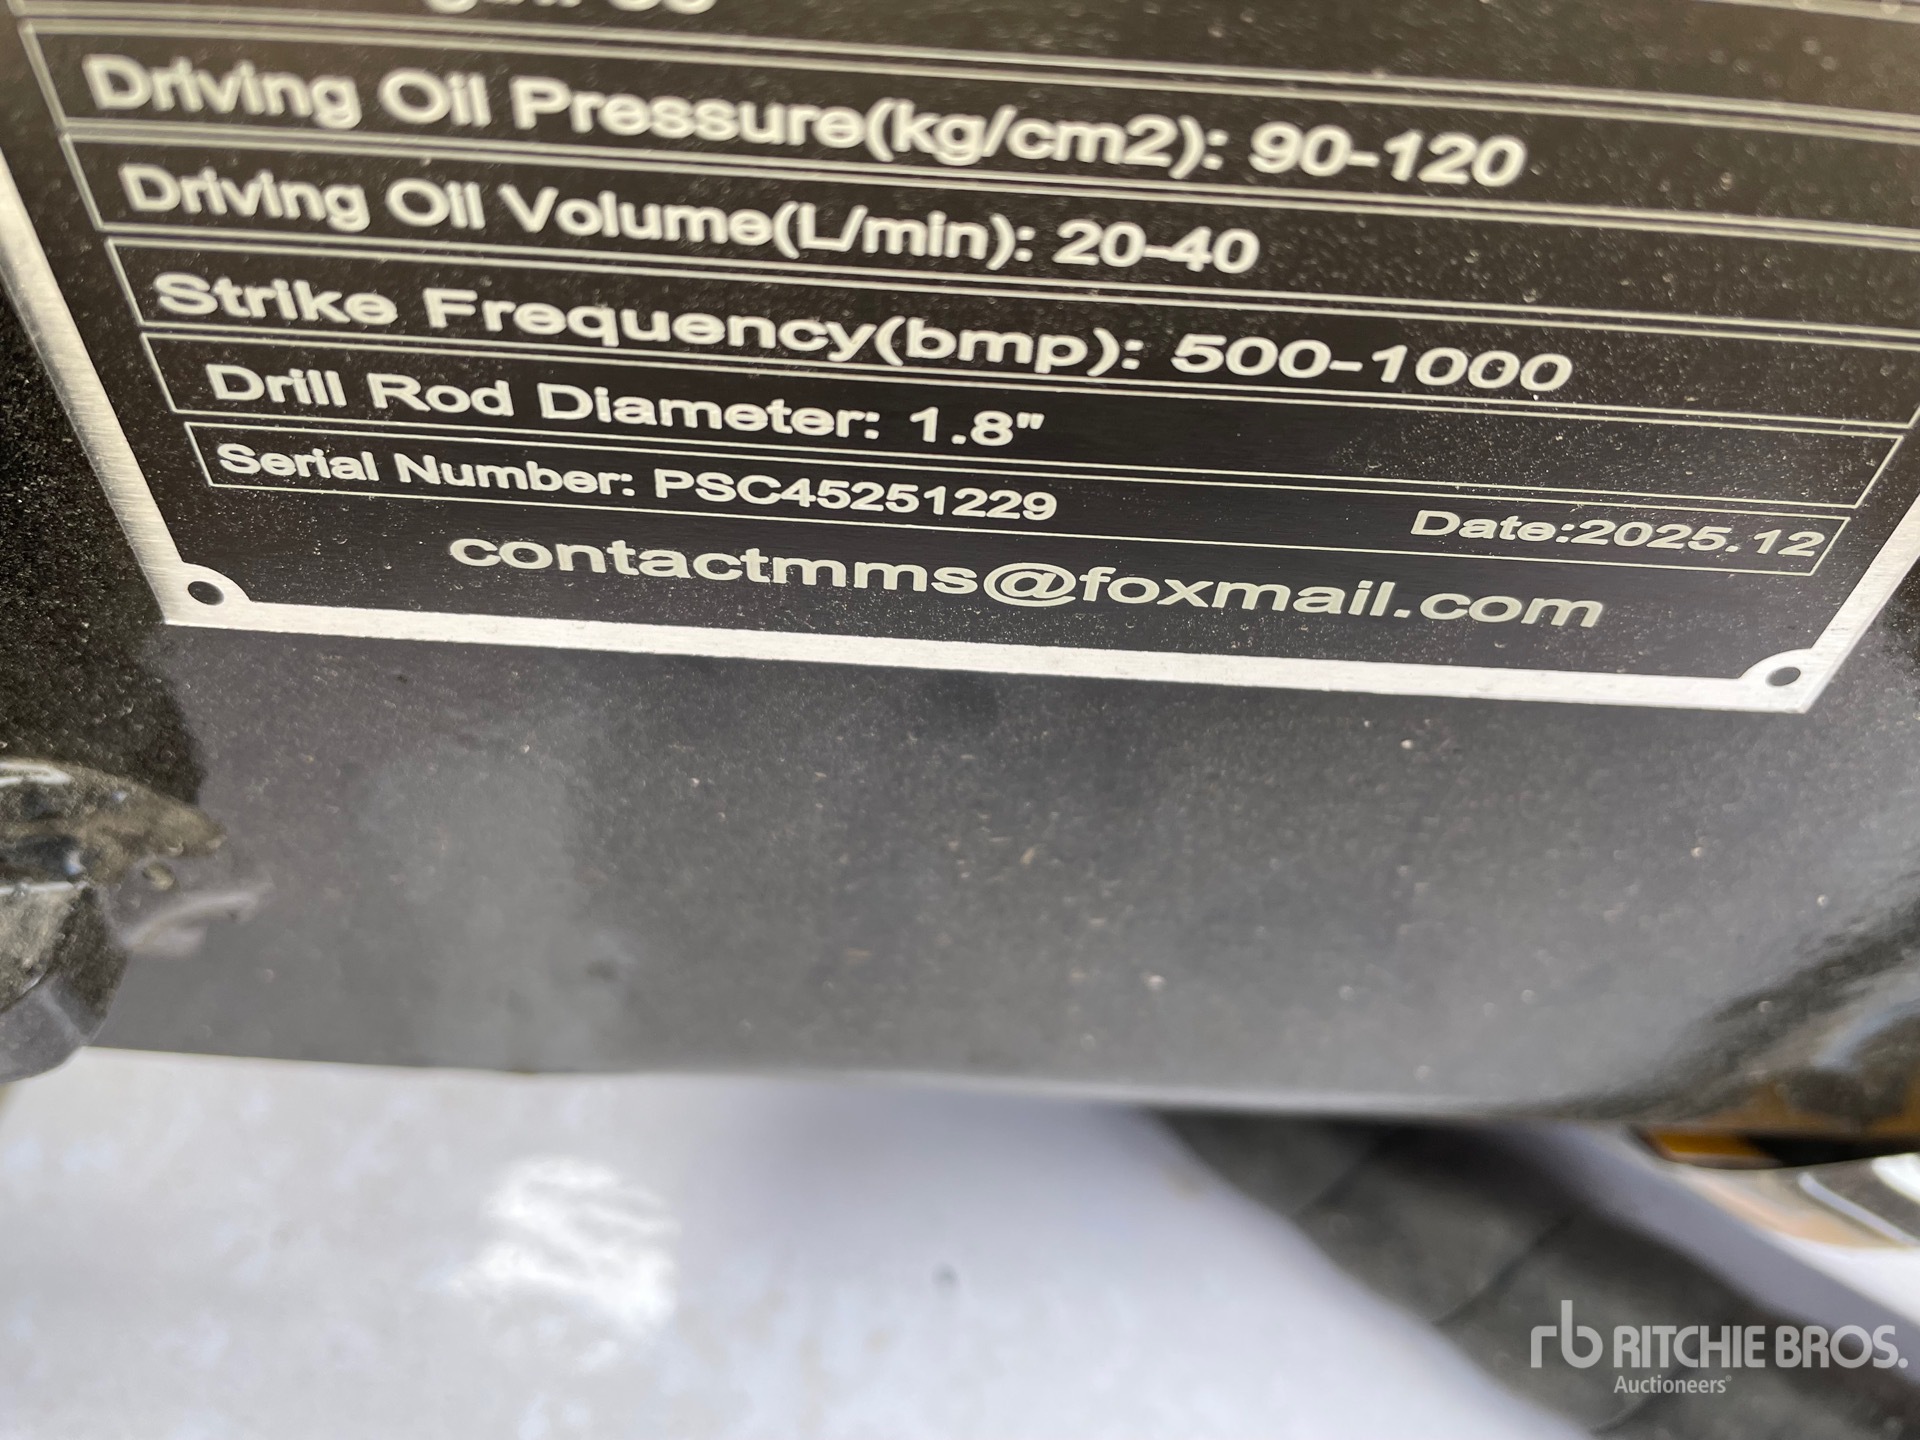 Driving Oil Pressure(kg/cm2): 90-120
Driving Oil Volume(L/min): 20-40
Strike Frequency(bmp): 500-1000
Drill Rod Diameter: 1.8"
Serial Number: PSC45251229 Date:2025.12
contactmms@foxmail.com
rb RITCHIE BROS.
Auctioneers